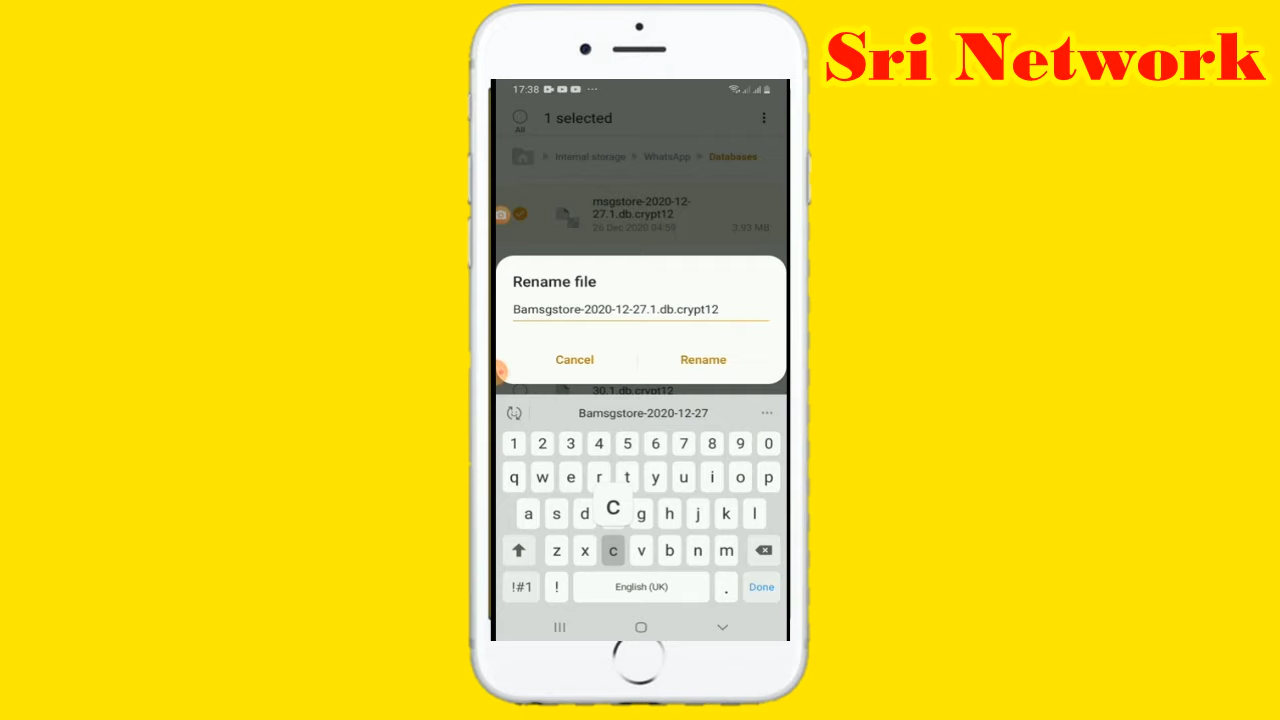 Sri Network
17:38
1 selected
All
Internal storage WhatsApp Databases
msgstore-2020-12-
27.1.db.crypt12
26 Dec 2020 04:59 3.93 MB
Rename file
Bamsgstore-2020-12-27.1.db.crypt12
Cancel Rename
30.1.db.crypt12
Bamsgstore-2020-12-27
1 2 3 4 5 6 7 8 9 0
q w e r t y u i o p
a s d C g h j k l
z x c v b n m
!#1 ! English (UK) . Done